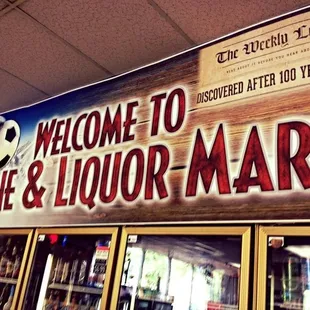 The Weekly
DISCOVERED AFTER 100
WELCOME TO
& LIQUOR MAR